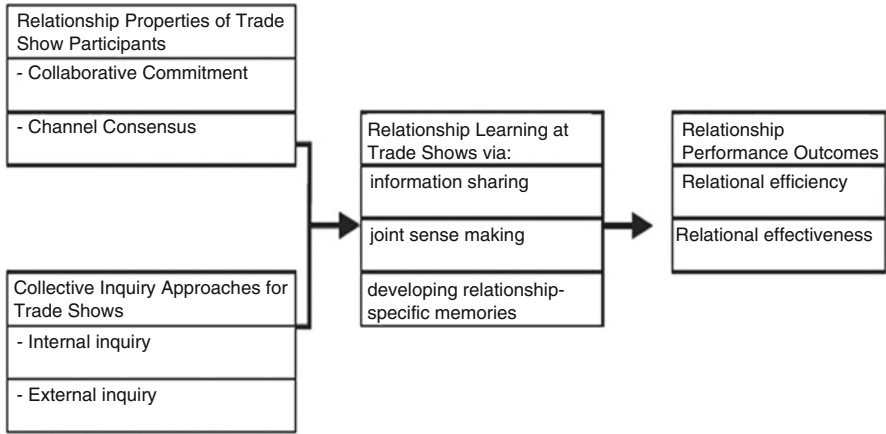 Relationship Properties of Trade
Show Participants
- Collaborative Commitment
- Channel Consensus
Collective Inquiry Approaches for
Trade Shows
- Internal inquiry
- External inquiry
Relationship Learning at
Trade Shows via:
information sharing
joint sense making
developing relationship-
specific memories
Relationship
Performance Outcomes
Relational efficiency
Relational effectiveness